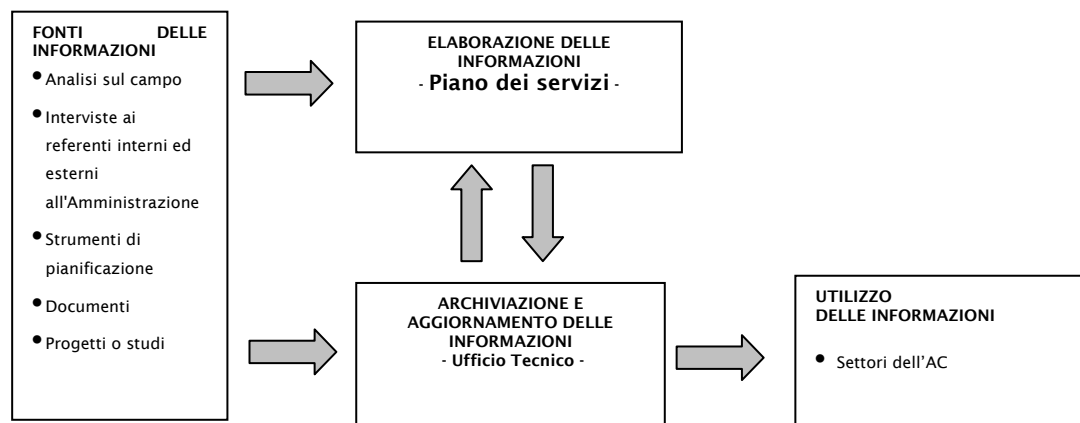 FONTI DELLE
INFORMAZIONI
● Analisi sul campo
● Interviste ai
referenti interni ed
esterni
all'Amministrazione
● Strumenti di
pianificazione
● Documenti
● Progetti o studi
ELABORAZIONE DELLE
INFORMAZIONI
- Piano dei servizi -
ARCHIVIAZIONE E
AGGIORNAMENTO DELLE
INFORMAZIONI
- Ufficio Tecnico -
UTILIZZO
DELLE INFORMAZIONI
● Settori dell’AC